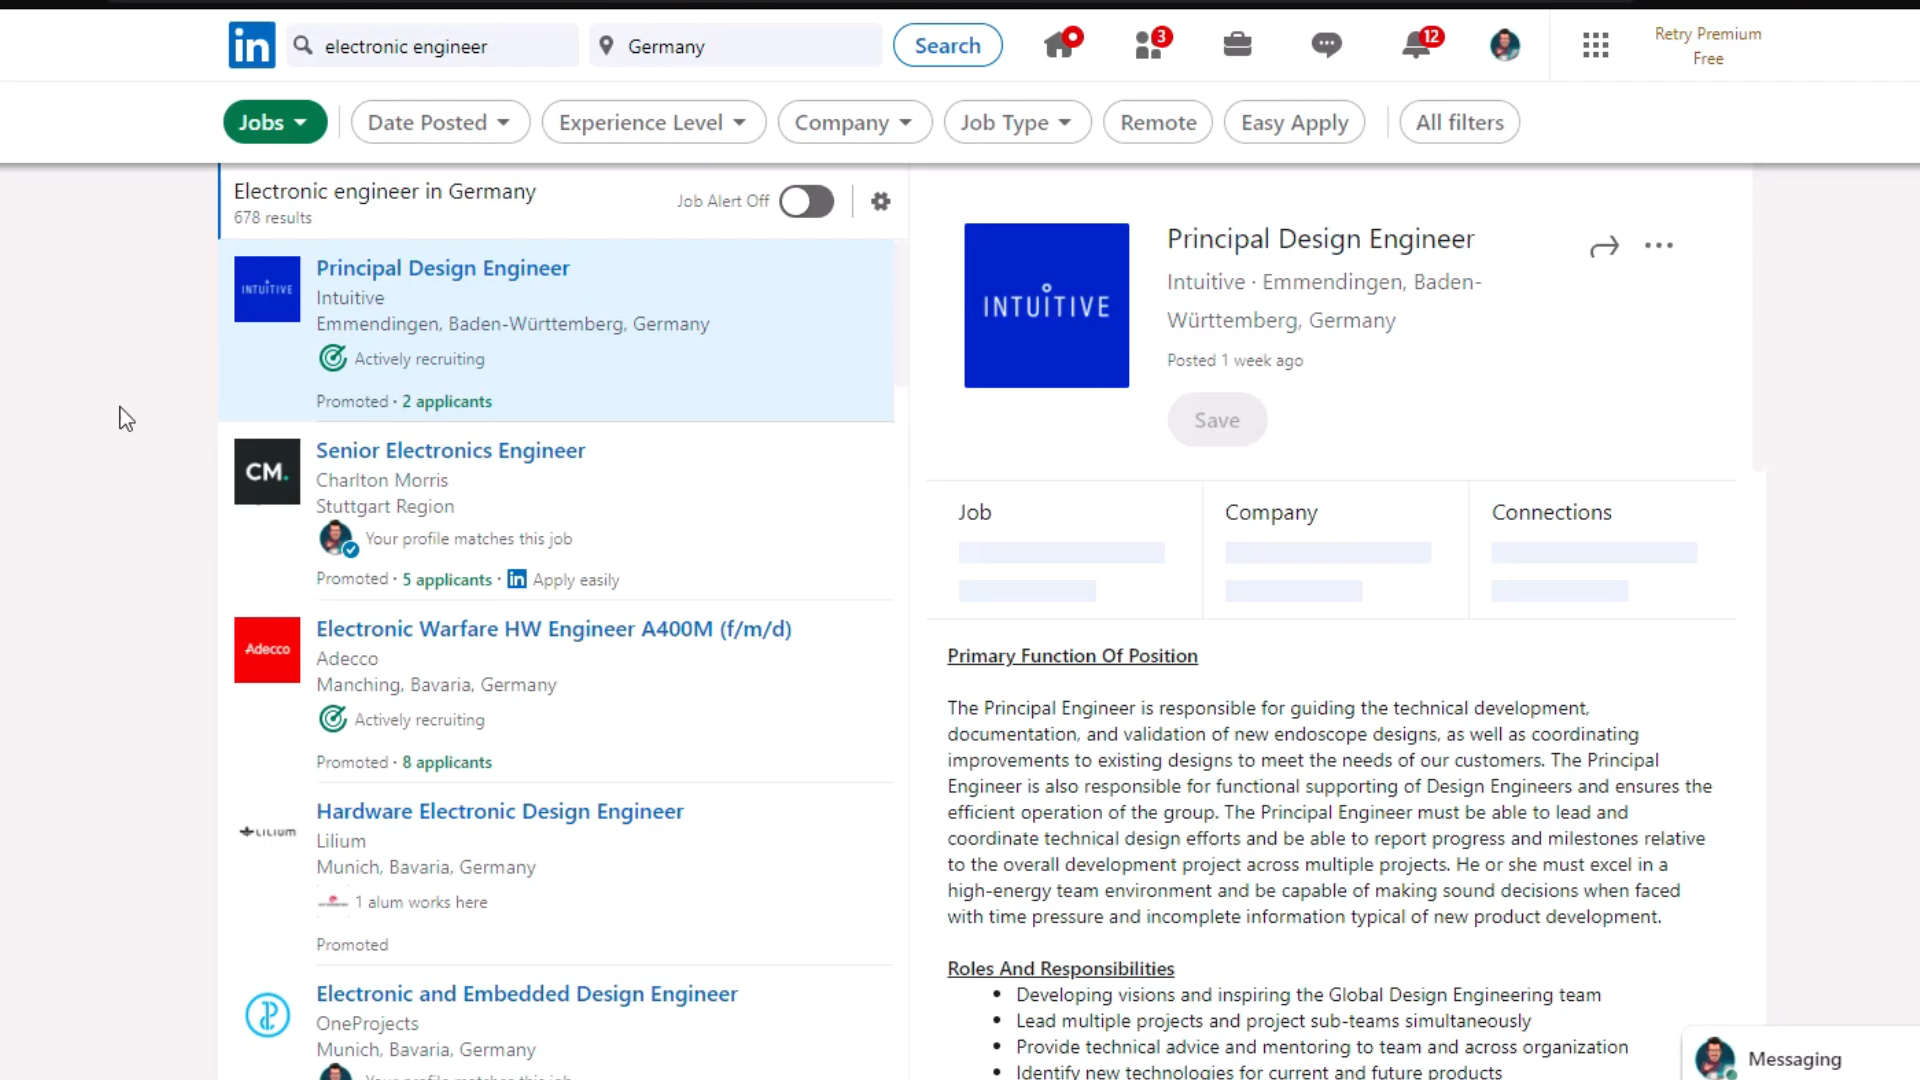 in electronic engineer Germany Search 3 12 Retry Premium
Free
Jobs Date Posted Experience Level Company Job Type Remote Easy Apply All filters
Electronic engineer in Germany
678 results
Job Alert Off
INTUITIVE
Principal Design Engineer
Intuitive
Emmendingen, Baden-Württemberg, Germany
Actively recruiting
Promoted · 2 applicants
CM.
Senior Electronics Engineer
Charlton Morris
Stuttgart Region
Your profile matches this job
Promoted · 5 applicants · in Apply easily
Adecco
Electronic Warfare HW Engineer A400M (f/m/d)
Adecco
Manching, Bavaria, Germany
Actively recruiting
Promoted · 8 applicants
LILIUM
Hardware Electronic Design Engineer
Lilium
Munich, Bavaria, Germany
1 alum works here
Promoted
Electronic and Embedded Design Engineer
OneProjects
Munich, Bavaria, Germany
Your profile matches this job
INTUITIVE
Principal Design Engineer
Intuitive · Emmendingen, Baden-
Württemberg, Germany
Posted 1 week ago
Save
Job Company Connections
Primary Function Of Position
The Principal Engineer is responsible for guiding the technical development,
documentation, and validation of new endoscope designs, as well as coordinating
improvements to existing designs to meet the needs of our customers. The Principal
Engineer is also responsible for functional supporting of Design Engineers and ensures the
efficient operation of the group. The Principal Engineer must be able to lead and
coordinate technical design efforts and be able to report progress and milestones relative
to the overall development project across multiple projects. He or she must excel in a
high-energy team environment and be capable of making sound decisions when faced
with time pressure and incomplete information typical of new product development.
Roles And Responsibilities
• Developing visions and inspiring the Global Design Engineering team
• Lead multiple projects and project sub-teams simultaneously
• Provide technical advice and mentoring to team and across organization
• Identify new technologies for current and future products
Messaging